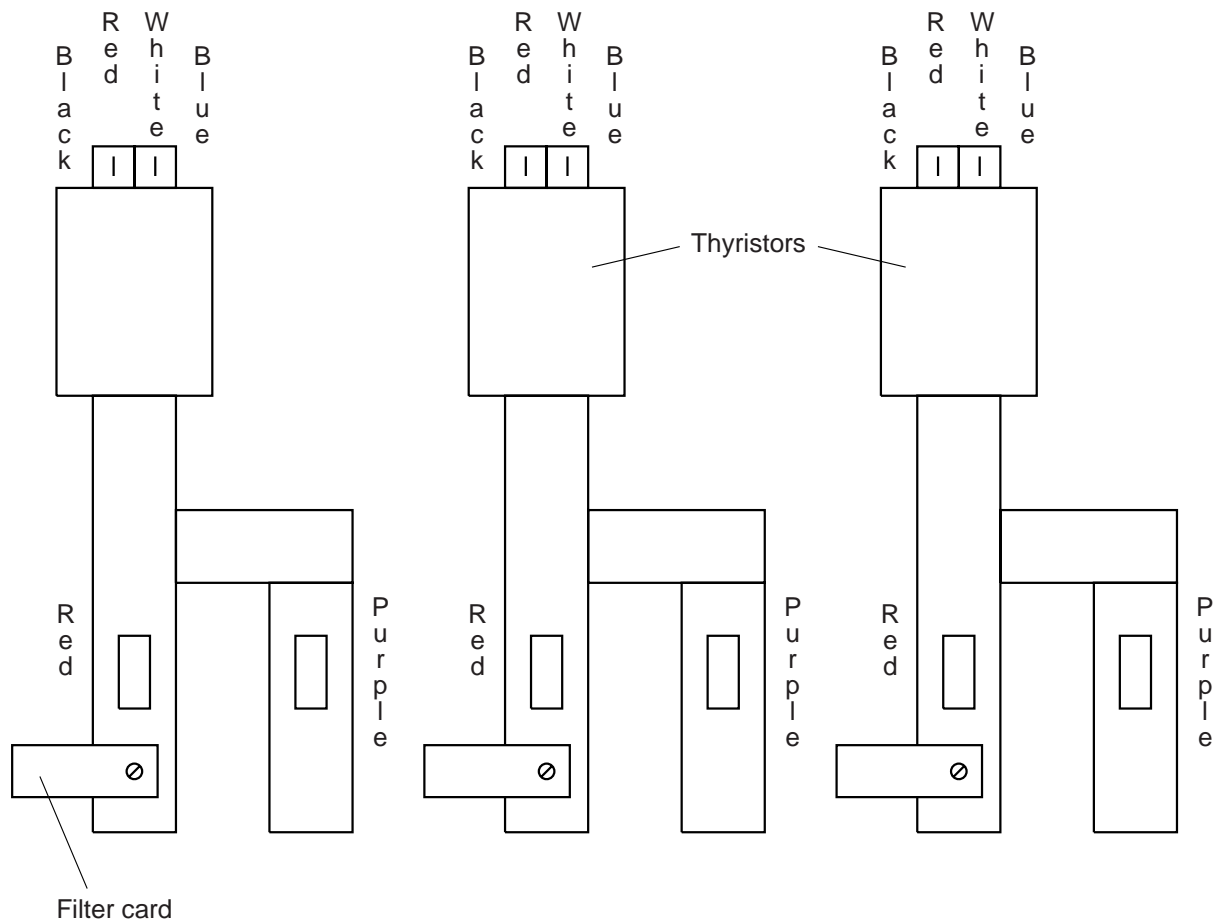 Black
Red
White
Blue
Black
Red
White
Blue
Black
Red
White
Blue
Thyristors
Red
Purple
Red
Purple
Red
Purple
Filter card